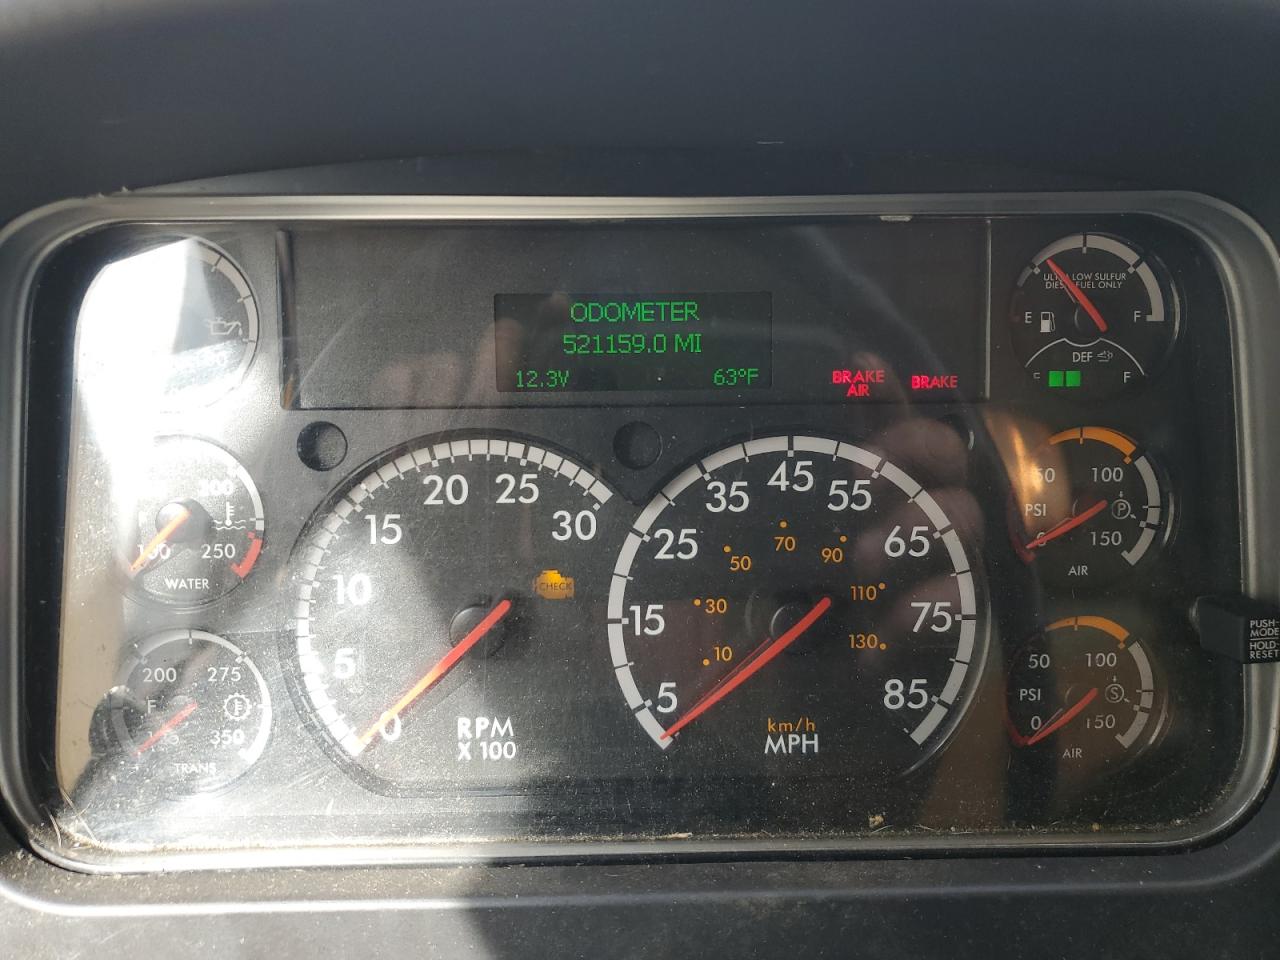 ODOMETER
521159.0 MI
12.3V 63°F
BRAKE
AIR
BRAKE
LOW SULFUR
FUEL ONLY
E F
DEF
F
250
WATER
200 275
F
350
TRANS
0 5 10 15 20 25 30
RPM
X 100
CHECK
5 15 25 35 45 55 65 75 85
10 30 50 70 90 110 130
km/h
MPH
50 100
PSI P
0 150
AIR
50 100
PSI S
0 150
AIR
PUSH-
MODE
HOLD-
RESET